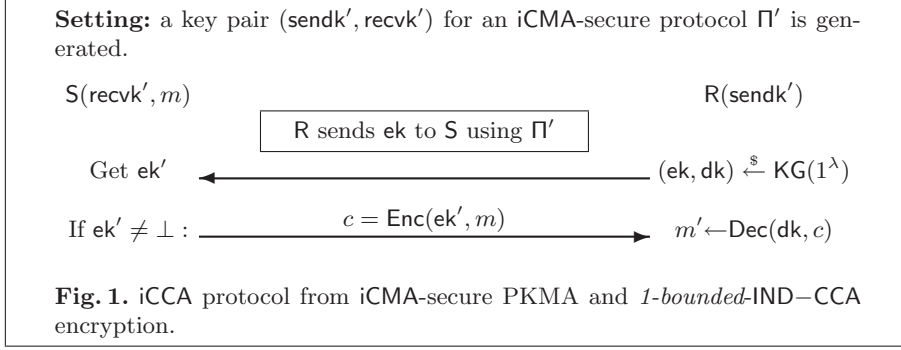 Setting: a key pair (sendk′, recvk′) for an iCMA-secure protocol Π′ is gen-
erated.
S(recvk′, m) R(sendk′)
R sends ek to S using Π′
Get ek′ (ek, dk) $← KG(1^λ)
If ek′ ≠ ⊥ : c = Enc(ek′, m) m′←Dec(dk, c)
Fig. 1. iCCA protocol from iCMA-secure PKMA and 1-bounded-IND−CCA
encryption.